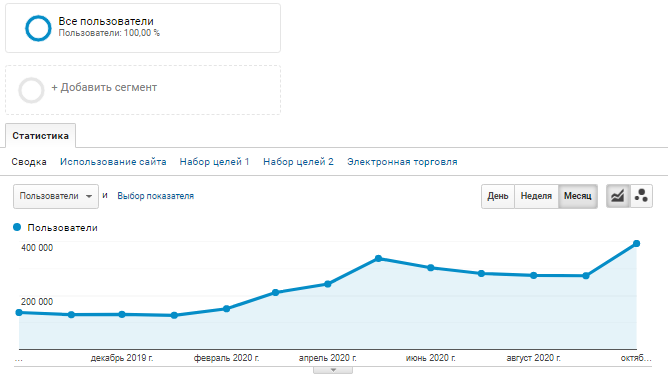 Все пользователи
Пользователи: 100,00 %
+ Добавить сегмент
Статистика
Сводка Использование сайта Набор целей 1 Набор целей 2 Электронная торговля
Пользователи и Выбор показателя День Неделя Месяц
Пользователи
400 000
200 000
... декабрь 2019 г. февраль 2020 г. апрель 2020 г. июнь 2020 г. август 2020 г. октяб...